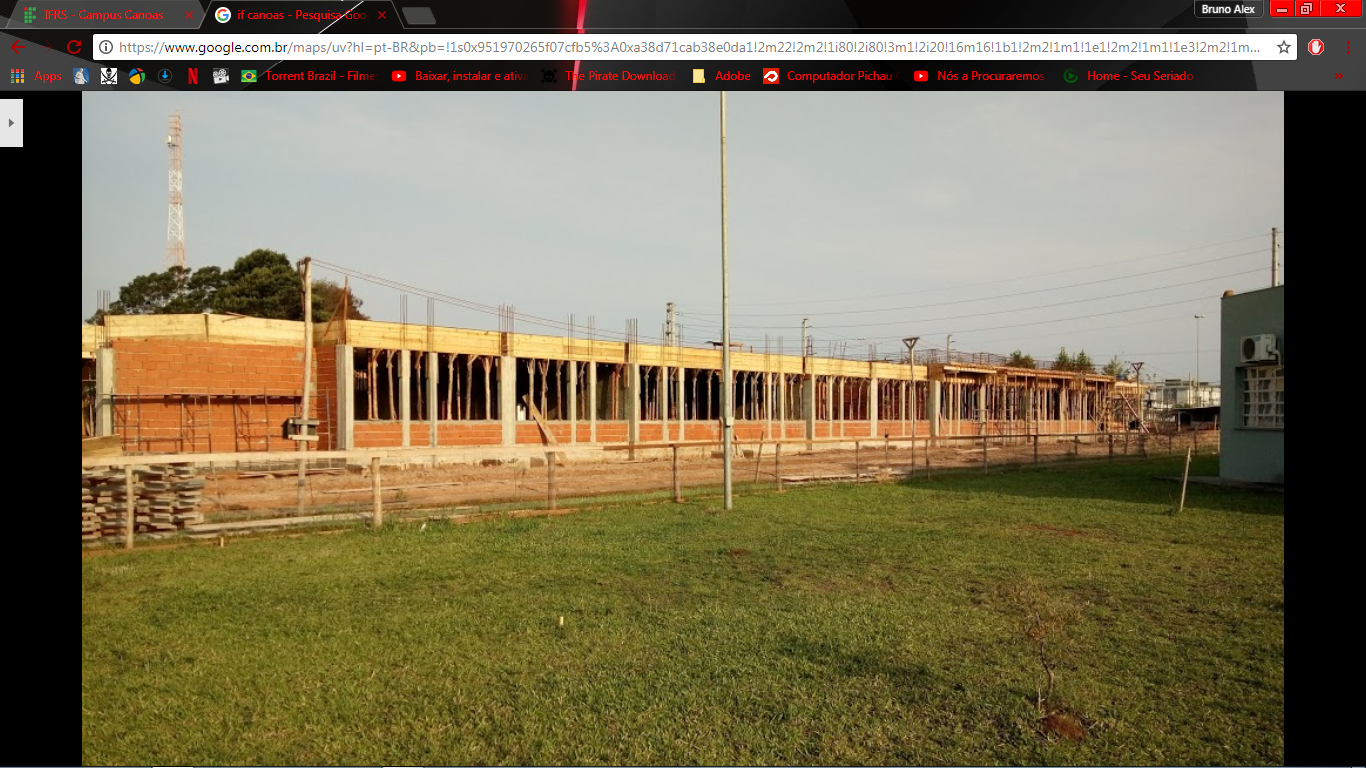 IFRS - Campus Canoas
if canoas - Pesquisa Goo
Bruno Alex
https://www.google.com.br/maps/uv?hl=pt-BR&pb=!1s0x951970265f07cfb5%3A0xa38d71cab38e0da1!2m22!2m2!1i80!2i80!3m1!2i20!16m16!1b1!2m2!1m1!1e1!2m2!1m1!1e3!2m2!1m...
Apps
Torrent Brazil - Filme
Baixar, instalar e ativa
The Pirate Download
Adobe
Computador Pichau
Nós a Procuraremos
Home - Seu Seriado